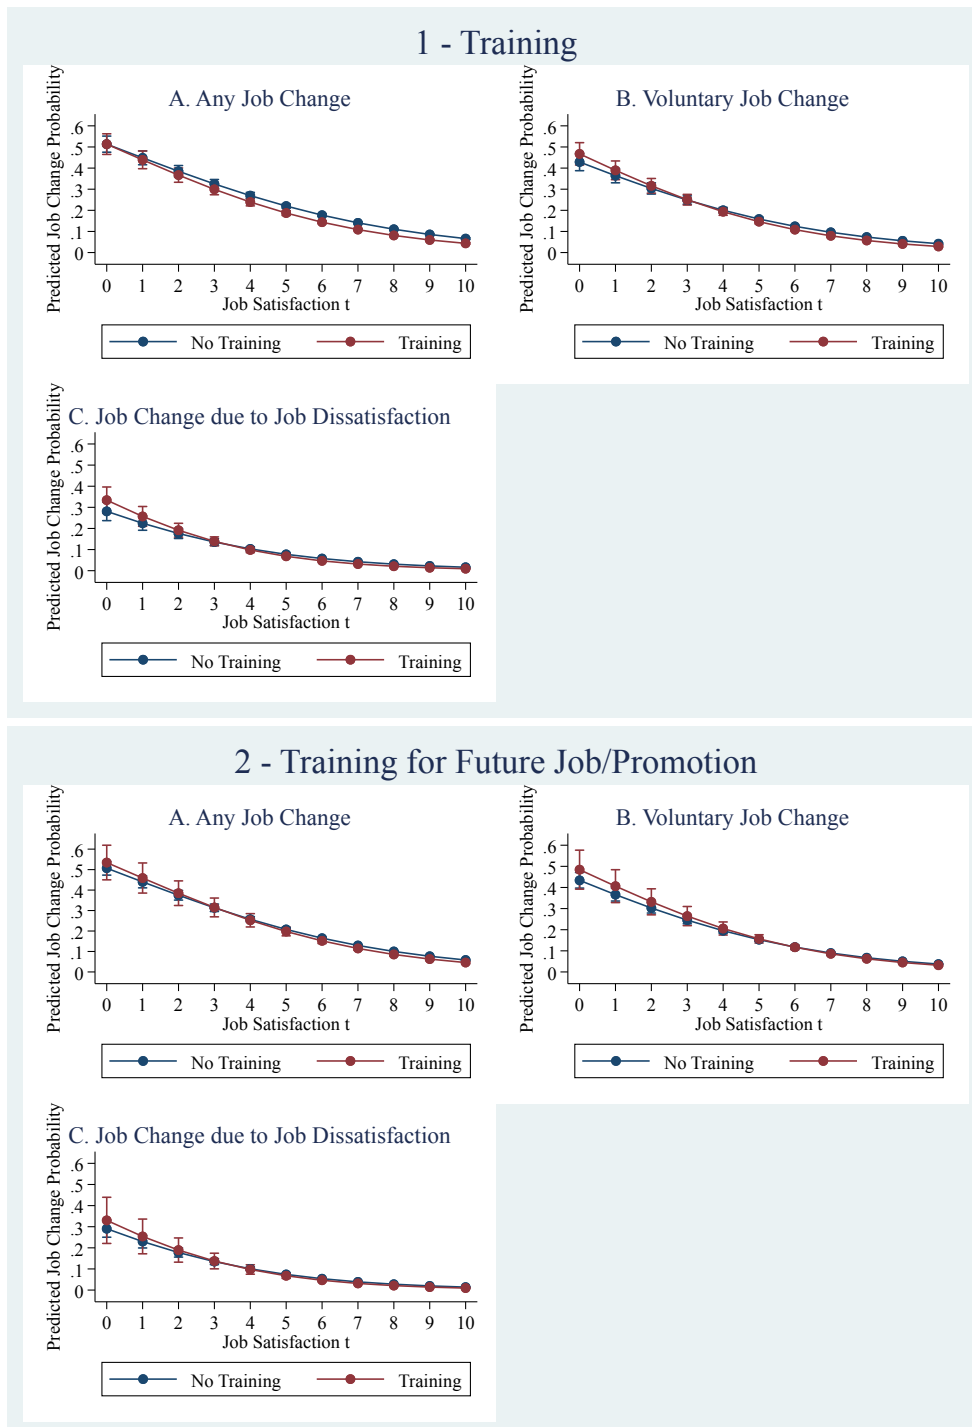 1 - Training
A. Any Job Change
Predicted Job Change Probability
.6
.5
.4
.3
.2
.1
0
0 1 2 3 4 5 6 7 8 9 10
Job Satisfaction t
No Training Training
B. Voluntary Job Change
Predicted Job Change Probability
.6
.5
.4
.3
.2
.1
0
0 1 2 3 4 5 6 7 8 9 10
Job Satisfaction t
No Training Training
C. Job Change due to Job Dissatisfaction
Predicted Job Change Probability
.6
.5
.4
.3
.2
.1
0
0 1 2 3 4 5 6 7 8 9 10
Job Satisfaction t
No Training Training
2 - Training for Future Job/Promotion
A. Any Job Change
Predicted Job Change Probability
.6
.5
.4
.3
.2
.1
0
0 1 2 3 4 5 6 7 8 9 10
Job Satisfaction t
No Training Training
B. Voluntary Job Change
Predicted Job Change Probability
.6
.5
.4
.3
.2
.1
0
0 1 2 3 4 5 6 7 8 9 10
Job Satisfaction t
No Training Training
C. Job Change due to Job Dissatisfaction
Predicted Job Change Probability
.6
.5
.4
.3
.2
.1
0
0 1 2 3 4 5 6 7 8 9 10
Job Satisfaction t
No Training Training